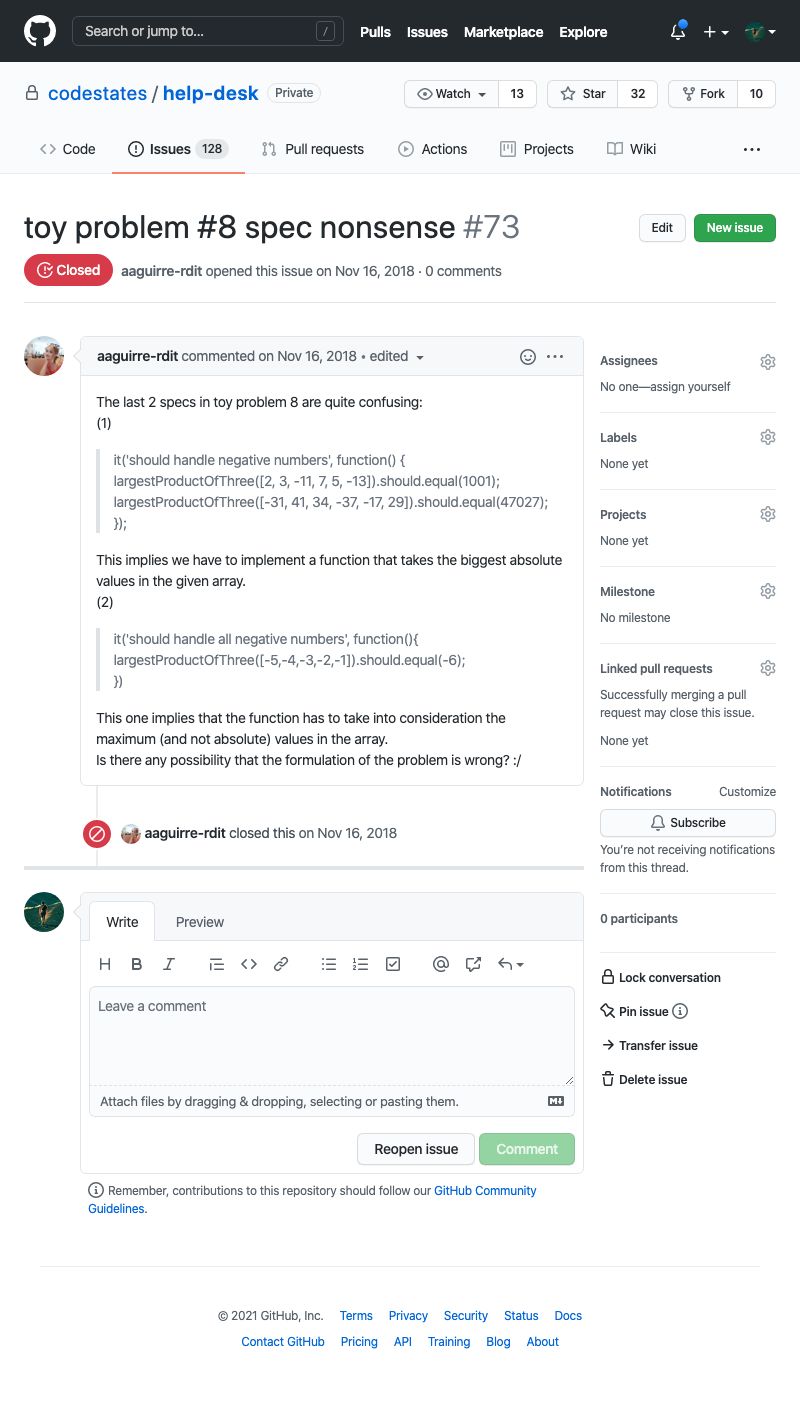 Search or jump to... /
Pulls Issues Marketplace Explore
codestates / help-desk Private
Watch 13 Star 32 Fork 10
Code Issues 128 Pull requests Actions Projects Wiki
toy problem #8 spec nonsense #73
Edit New issue
Closed aaguirre-rdit opened this issue on Nov 16, 2018 · 0 comments
aaguirre-rdit commented on Nov 16, 2018 • edited
The last 2 specs in toy problem 8 are quite confusing:
(1)
it('should handle negative numbers', function() {
largestProductOfThree([2, 3, -11, 7, 5, -13]).should.equal(1001);
largestProductOfThree([-31, 41, 34, -37, -17, 29]).should.equal(47027);
});
This implies we have to implement a function that takes the biggest absolute
values in the given array.
(2)
it('should handle all negative numbers', function(){
largestProductOfThree([-5,-4,-3,-2,-1]).should.equal(-6);
})
This one implies that the function has to take into consideration the
maximum (and not absolute) values in the array.
Is there any possibility that the formulation of the problem is wrong? :/
aaguirre-rdit closed this on Nov 16, 2018
Write Preview
H B I
Leave a comment
Attach files by dragging & dropping, selecting or pasting them.
Reopen issue Comment
Remember, contributions to this repository should follow our GitHub Community
Guidelines.
Assignees
No one—assign yourself
Labels
None yet
Projects
None yet
Milestone
No milestone
Linked pull requests
Successfully merging a pull
request may close this issue.
None yet
Notifications Customize
Subscribe
You're not receiving notifications
from this thread.
0 participants
Lock conversation
Pin issue
Transfer issue
Delete issue
© 2021 GitHub, Inc. Terms Privacy Security Status Docs
Contact GitHub Pricing API Training Blog About